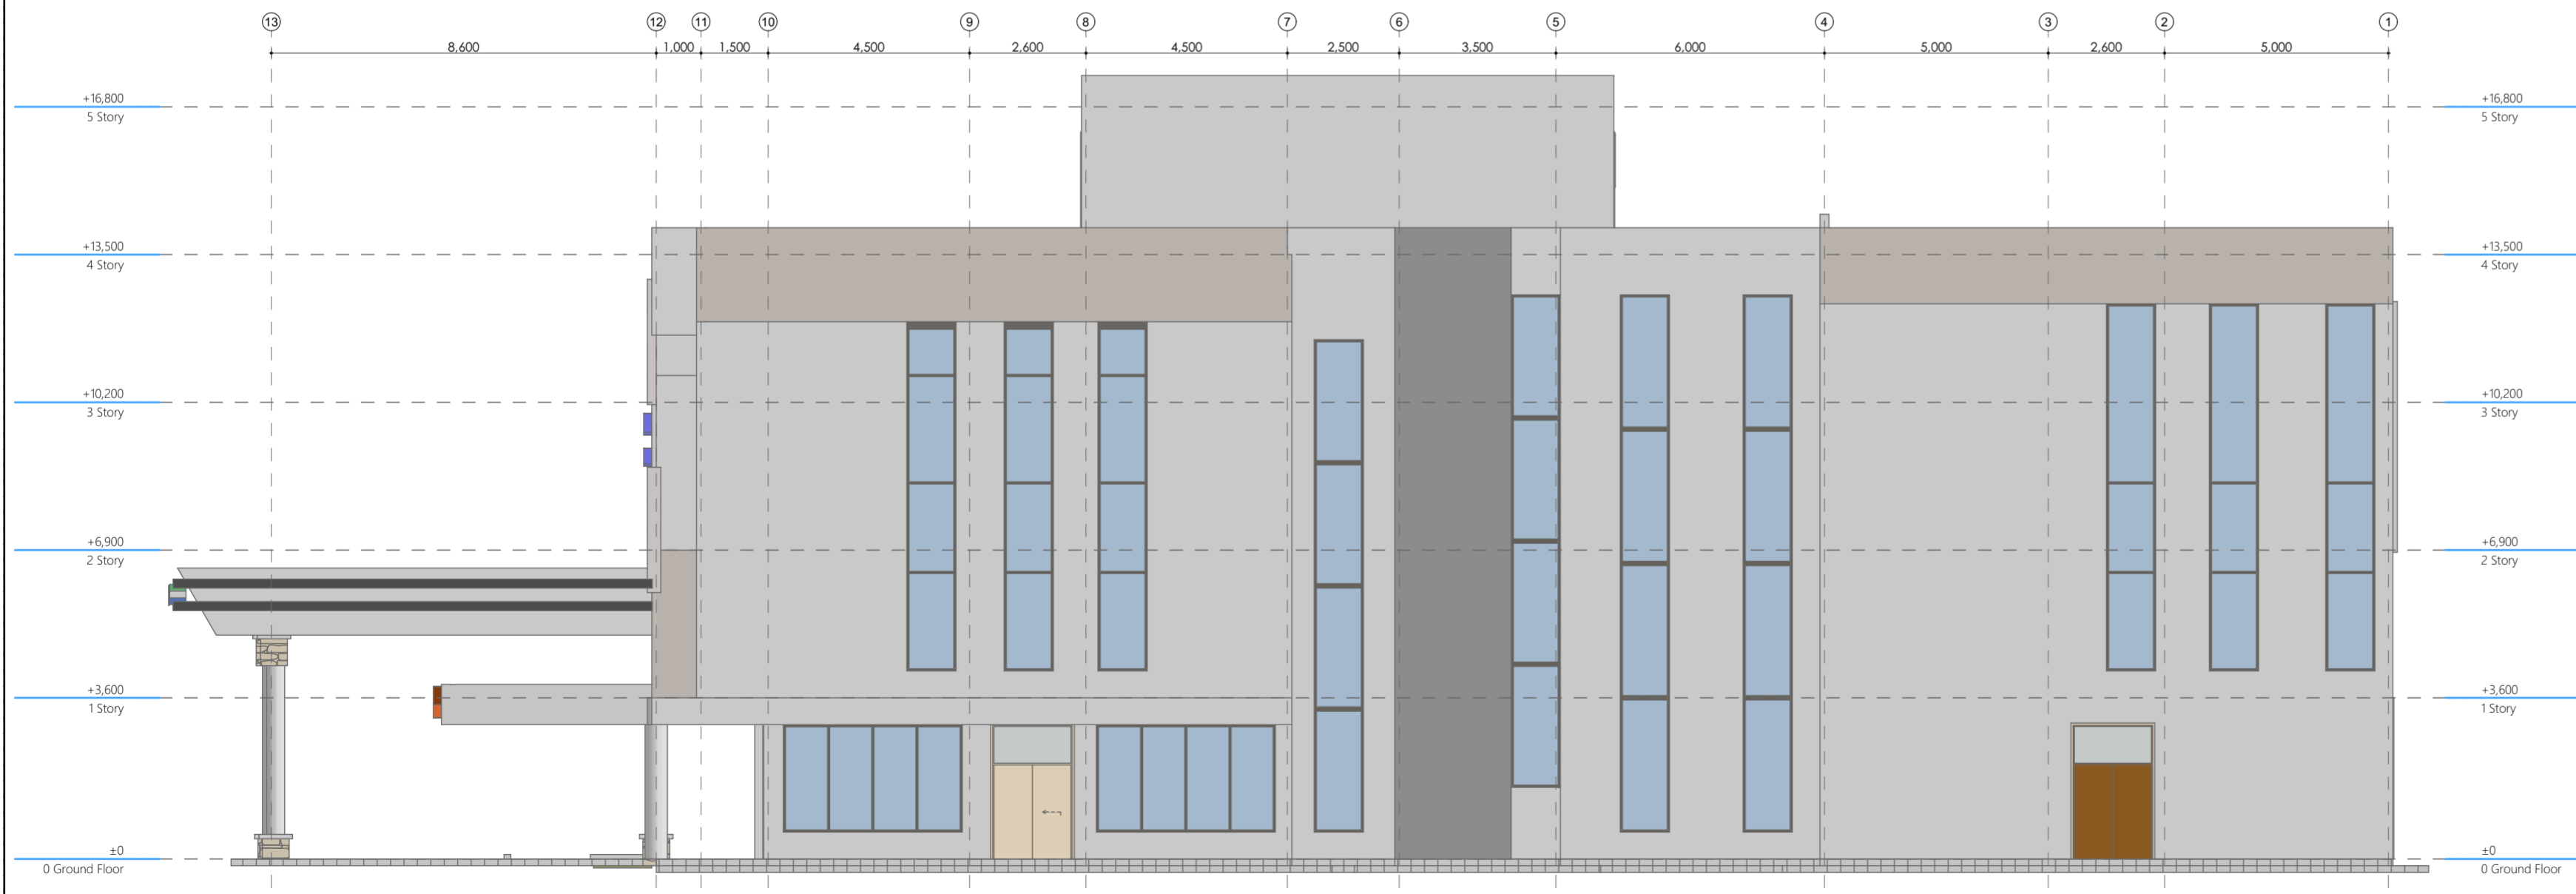 13 12 11 10 9 8 7 6 5 4 3 2 1
8,600 1,000 1,500 4,500 2,600 4,500 2,500 3,500 6,000 5,000 2,600 5,000
+16,800 +16,800
5 Story 5 Story
+13,500 +13,500
4 Story 4 Story
+10,200 +10,200
3 Story 3 Story
+6,900 +6,900
2 Story 2 Story
+3,600 +3,600
1 Story 1 Story
±0 ±0
0 Ground Floor 0 Ground Floor